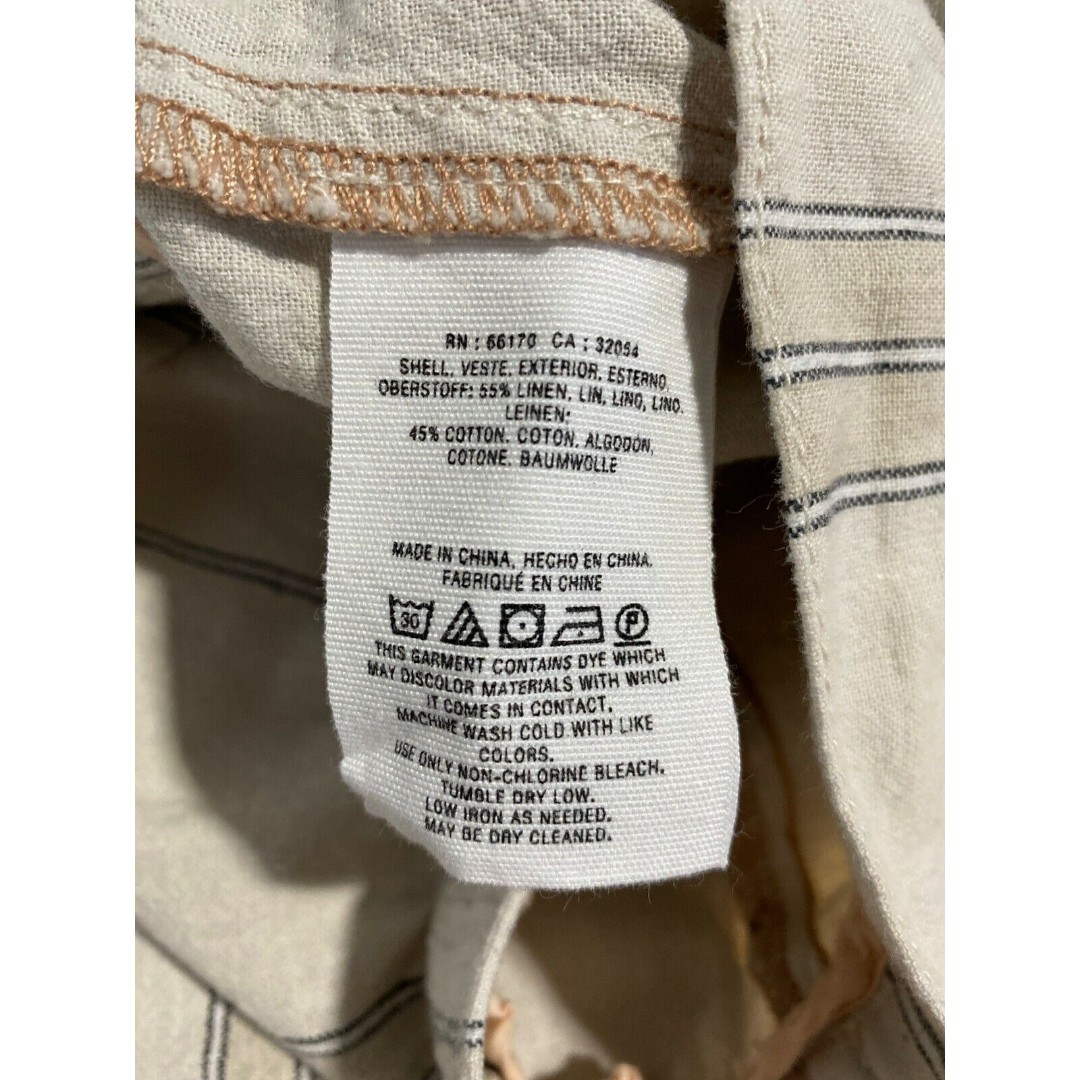 RN : 66170 CA : 32054
SHELL, VESTE, EXTERIOR, ESTERNO,
OBERSTOFF: 55% LINEN, LIN, LINO, LINO,
LEINEN;
45% COTTON, COTON, ALGODON,
COTONE, BAUMWOLLE
MADE IN CHINA, HECHO EN CHINA,
FABRIQUÉ EN CHINE
30 P
THIS GARMENT CONTAINS DYE WHICH
MAY DISCOLOR MATERIALS WITH WHICH
IT COMES IN CONTACT.
MACHINE WASH COLD WITH LIKE
COLORS.
USE ONLY NON-CHLORINE BLEACH.
TUMBLE DRY LOW.
LOW IRON AS NEEDED.
MAY BE DRY CLEANED.